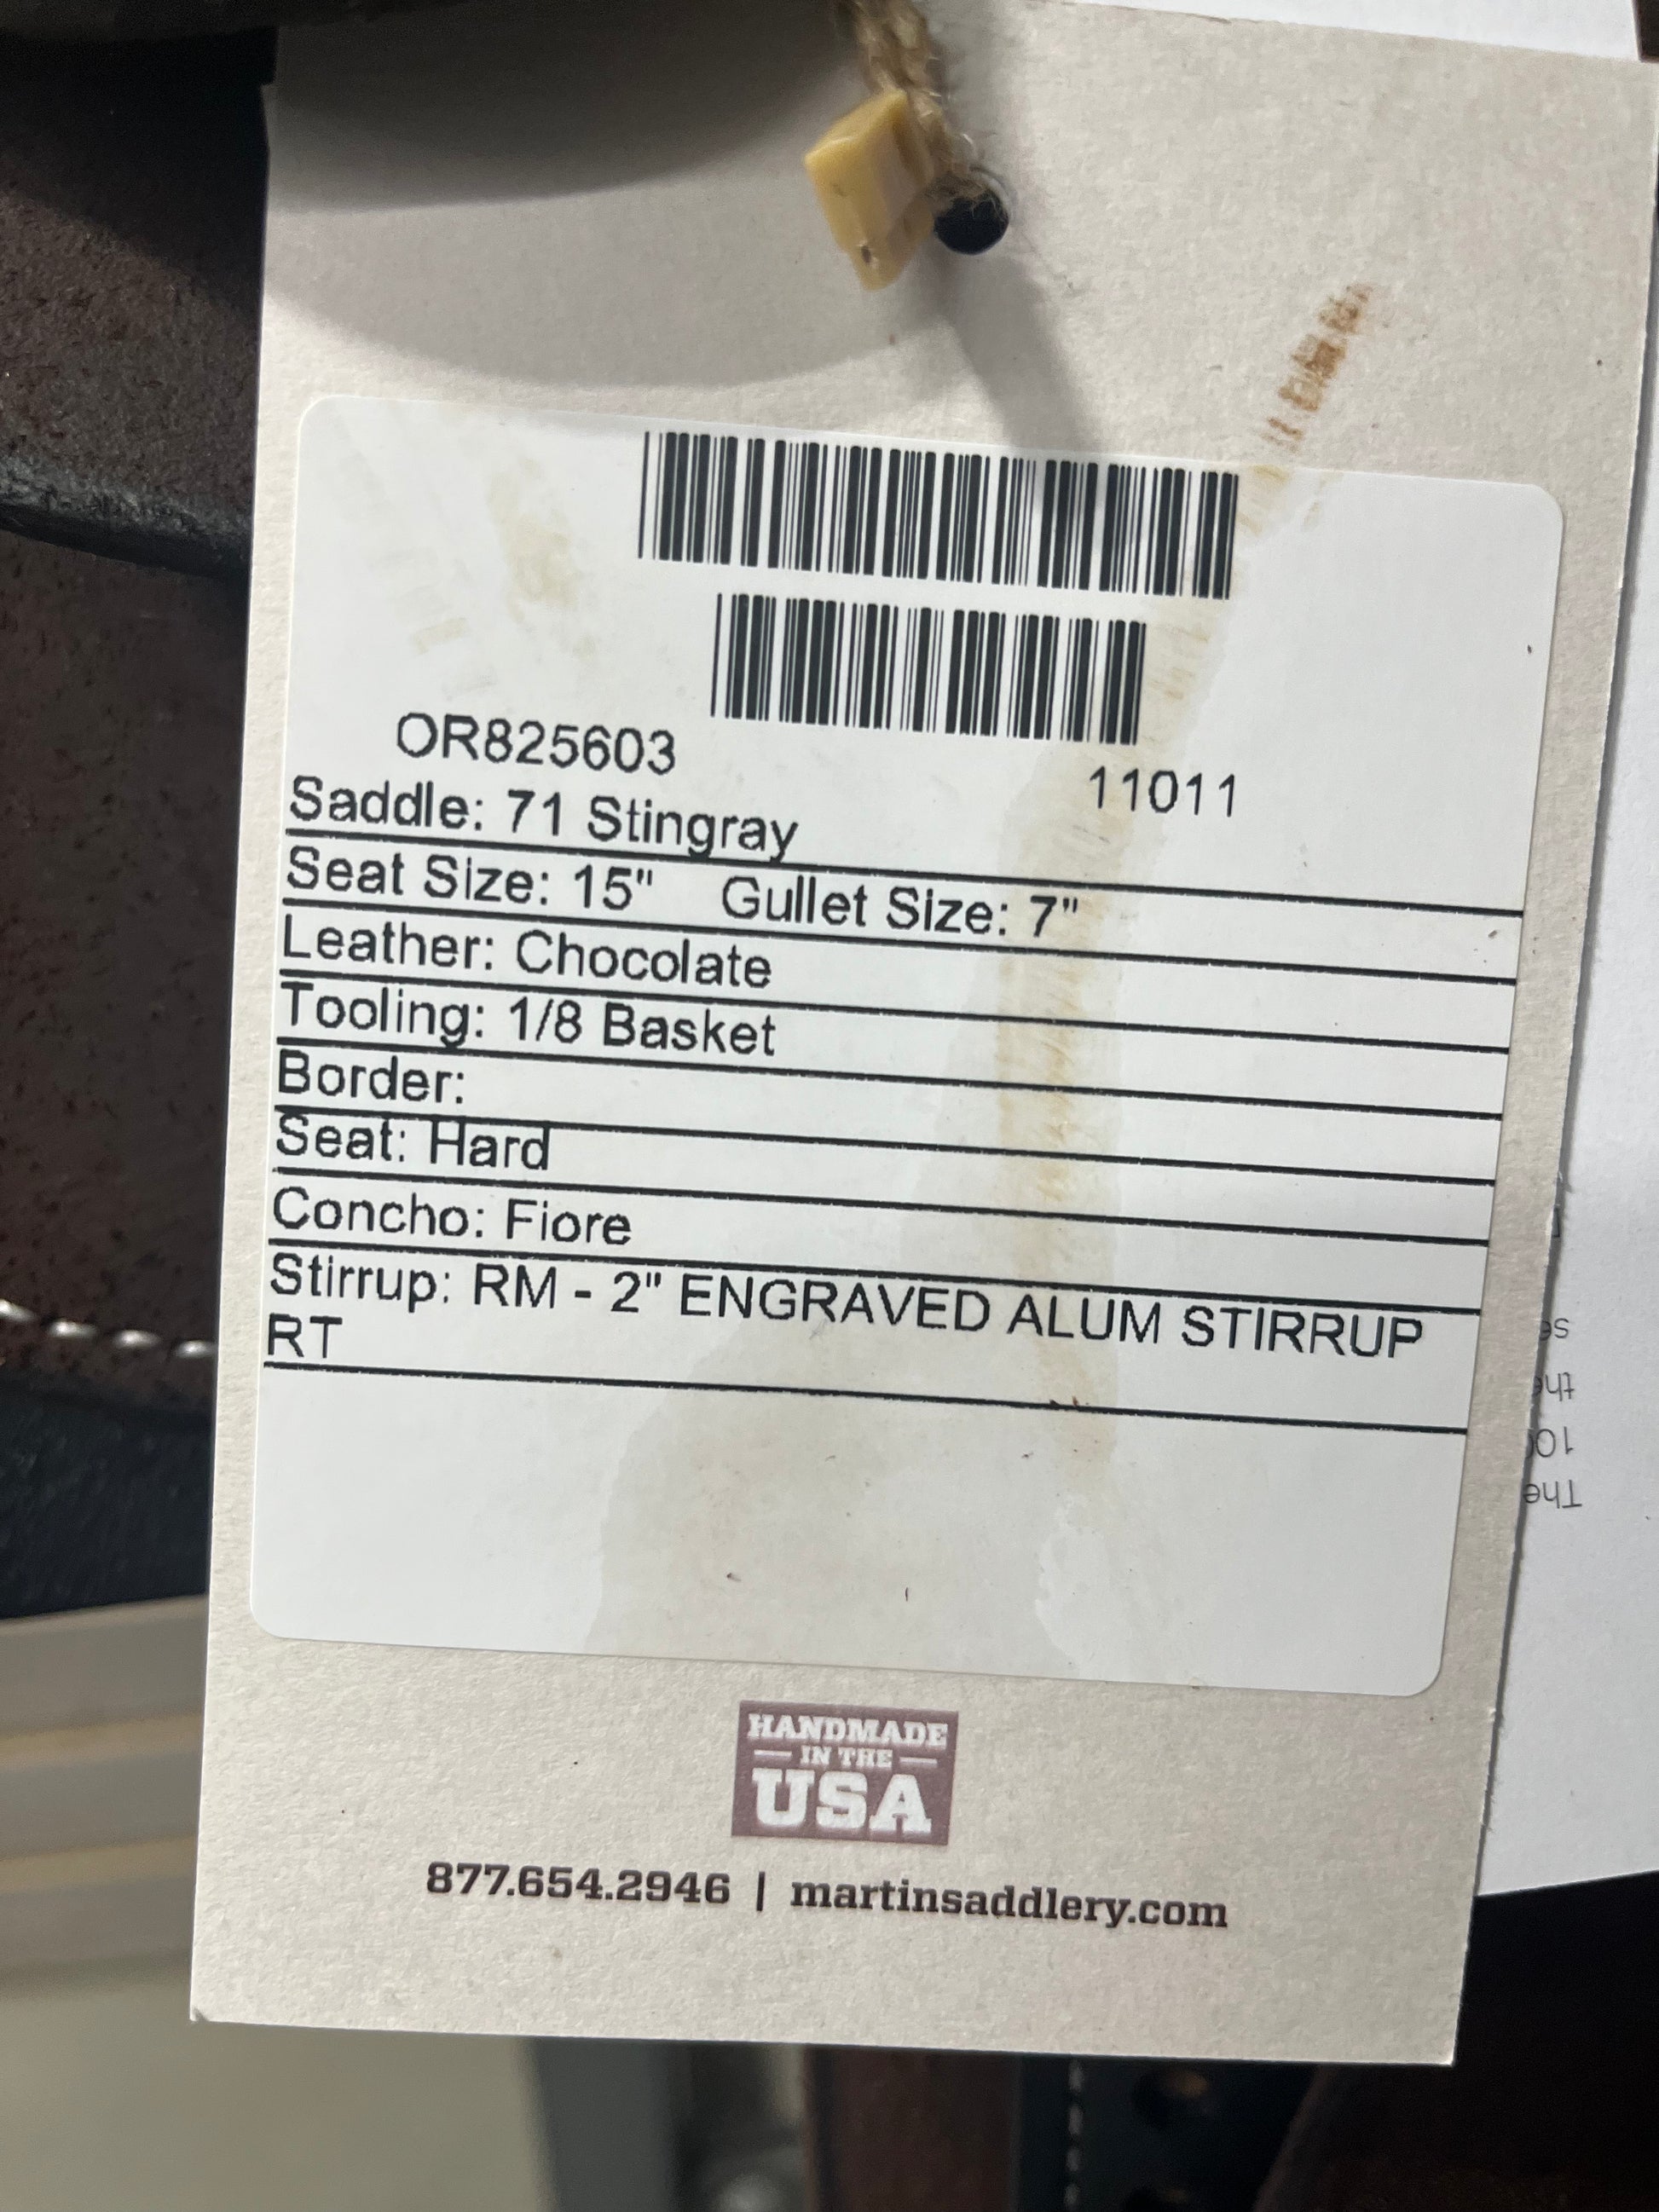 OR825603 11011
Saddle: 71 Stingray
Seat Size: 15" Gullet Size: 7"
Leather: Chocolate
Tooling: 1/8 Basket
Border:
Seat: Hard
Concho: Fiore
Stirrup: RM - 2" ENGRAVED ALUM STIRRUP
RT
HANDMADE
IN THE
USA
877.654.2946 | martinsaddlery.com
The